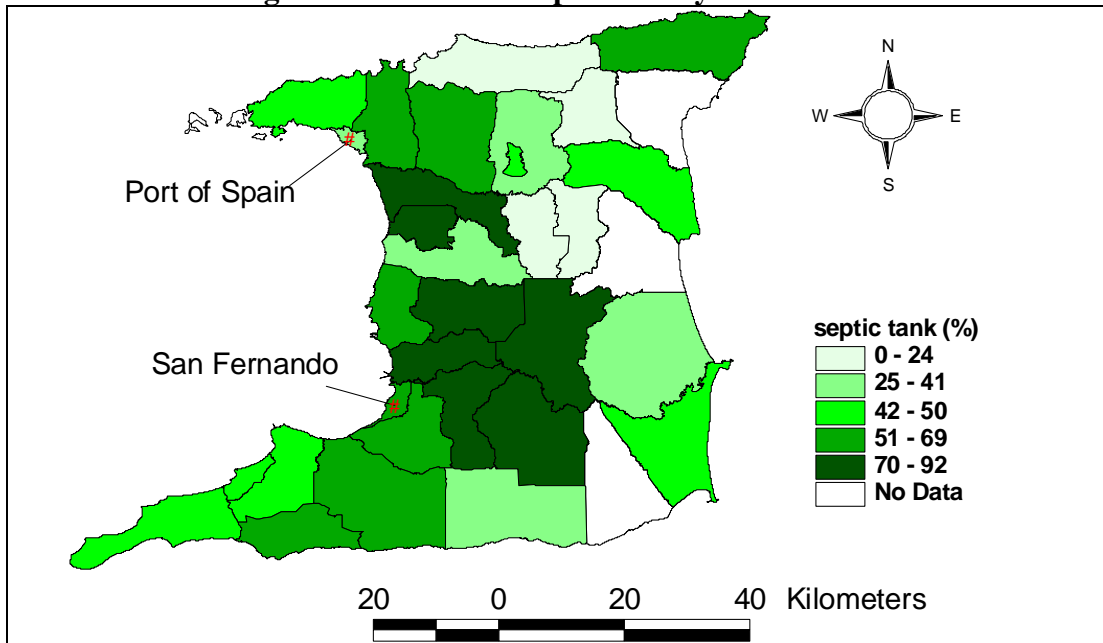 N
W E
S
Port of Spain
#
San Fernando
#
septic tank (%)
0 - 24
25 - 41
42 - 50
51 - 69
70 - 92
No Data
20 0 20 40 Kilometers